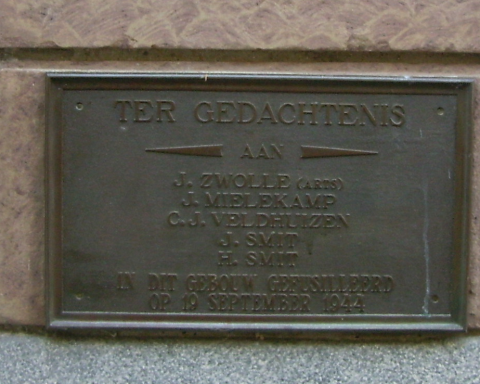 TER GEDACHTENIS
AAN
J. ZWOLLE (ARTS)
J. MIELEKAMP
C.J. VELDHUIZEN
J. SMIT
H. SMIT
IN DIT GEBOUW GEFUSILLEERD
OP 19 SEPTEMBER 1944